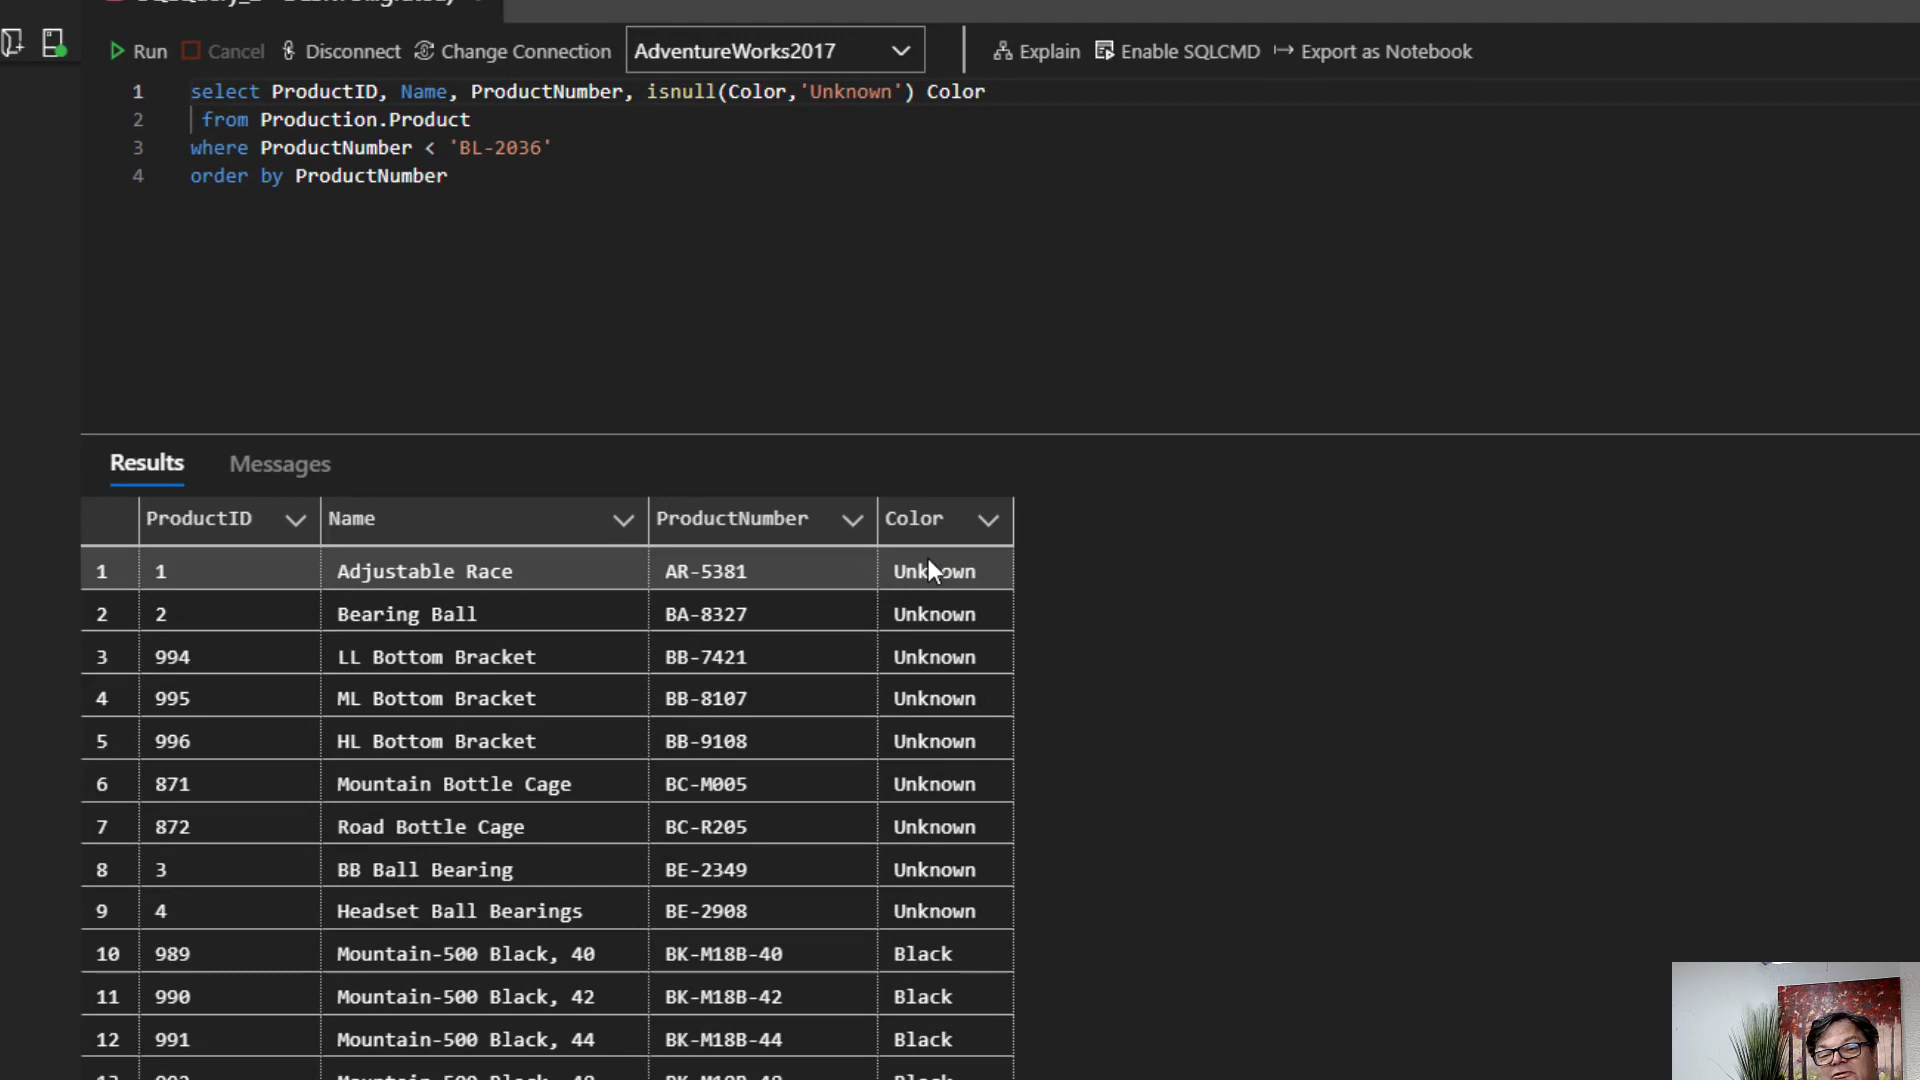 Run Cancel Disconnect Change Connection AdventureWorks2017 Explain Enable SQLCMD Export as Notebook
1 select ProductID, Name, ProductNumber, isnull(Color,'Unknown') Color
2 from Production.Product
3 where ProductNumber < 'BL-2036'
4 order by ProductNumber
Results Messages
ProductID Name ProductNumber Color
1 1 Adjustable Race AR-5381 Unknown
2 2 Bearing Ball BA-8327 Unknown
3 994 LL Bottom Bracket BB-7421 Unknown
4 995 ML Bottom Bracket BB-8107 Unknown
5 996 HL Bottom Bracket BB-9108 Unknown
6 871 Mountain Bottle Cage BC-M005 Unknown
7 872 Road Bottle Cage BC-R205 Unknown
8 3 BB Ball Bearing BE-2349 Unknown
9 4 Headset Ball Bearings BE-2908 Unknown
10 989 Mountain-500 Black, 40 BK-M18B-40 Black
11 990 Mountain-500 Black, 42 BK-M18B-42 Black
12 991 Mountain-500 Black, 44 BK-M18B-44 Black